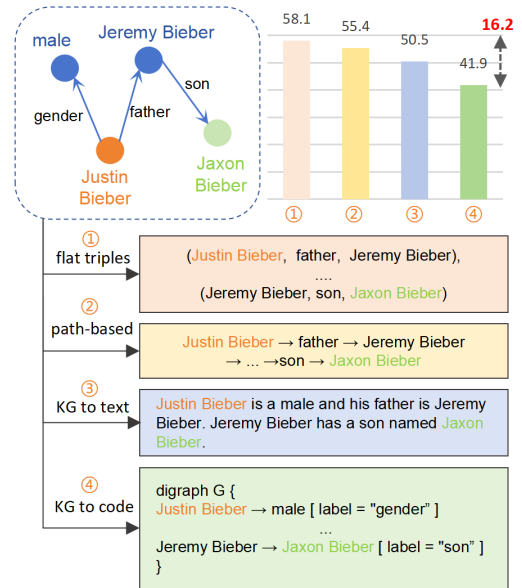 male
Jeremy Bieber
gender
father
son
Justin
Bieber
Jaxon
Bieber
58.1
55.4
50.5
41.9
16.2
①
②
③
④
①
flat triples
(Justin Bieber, father, Jeremy Bieber),
....
(Jeremy Bieber, son, Jaxon Bieber)
②
path-based
Justin Bieber → father → Jeremy Bieber
→ ... →son → Jaxon Bieber
③
KG to text
Justin Bieber is a male and his father is Jeremy
Bieber. Jeremy Bieber has a son named Jaxon
Bieber.
④
KG to code
digraph G {
Justin Bieber → male [ label = "gender” ]
...
Jeremy Bieber → Jaxon Bieber [ label = "son” ]
}